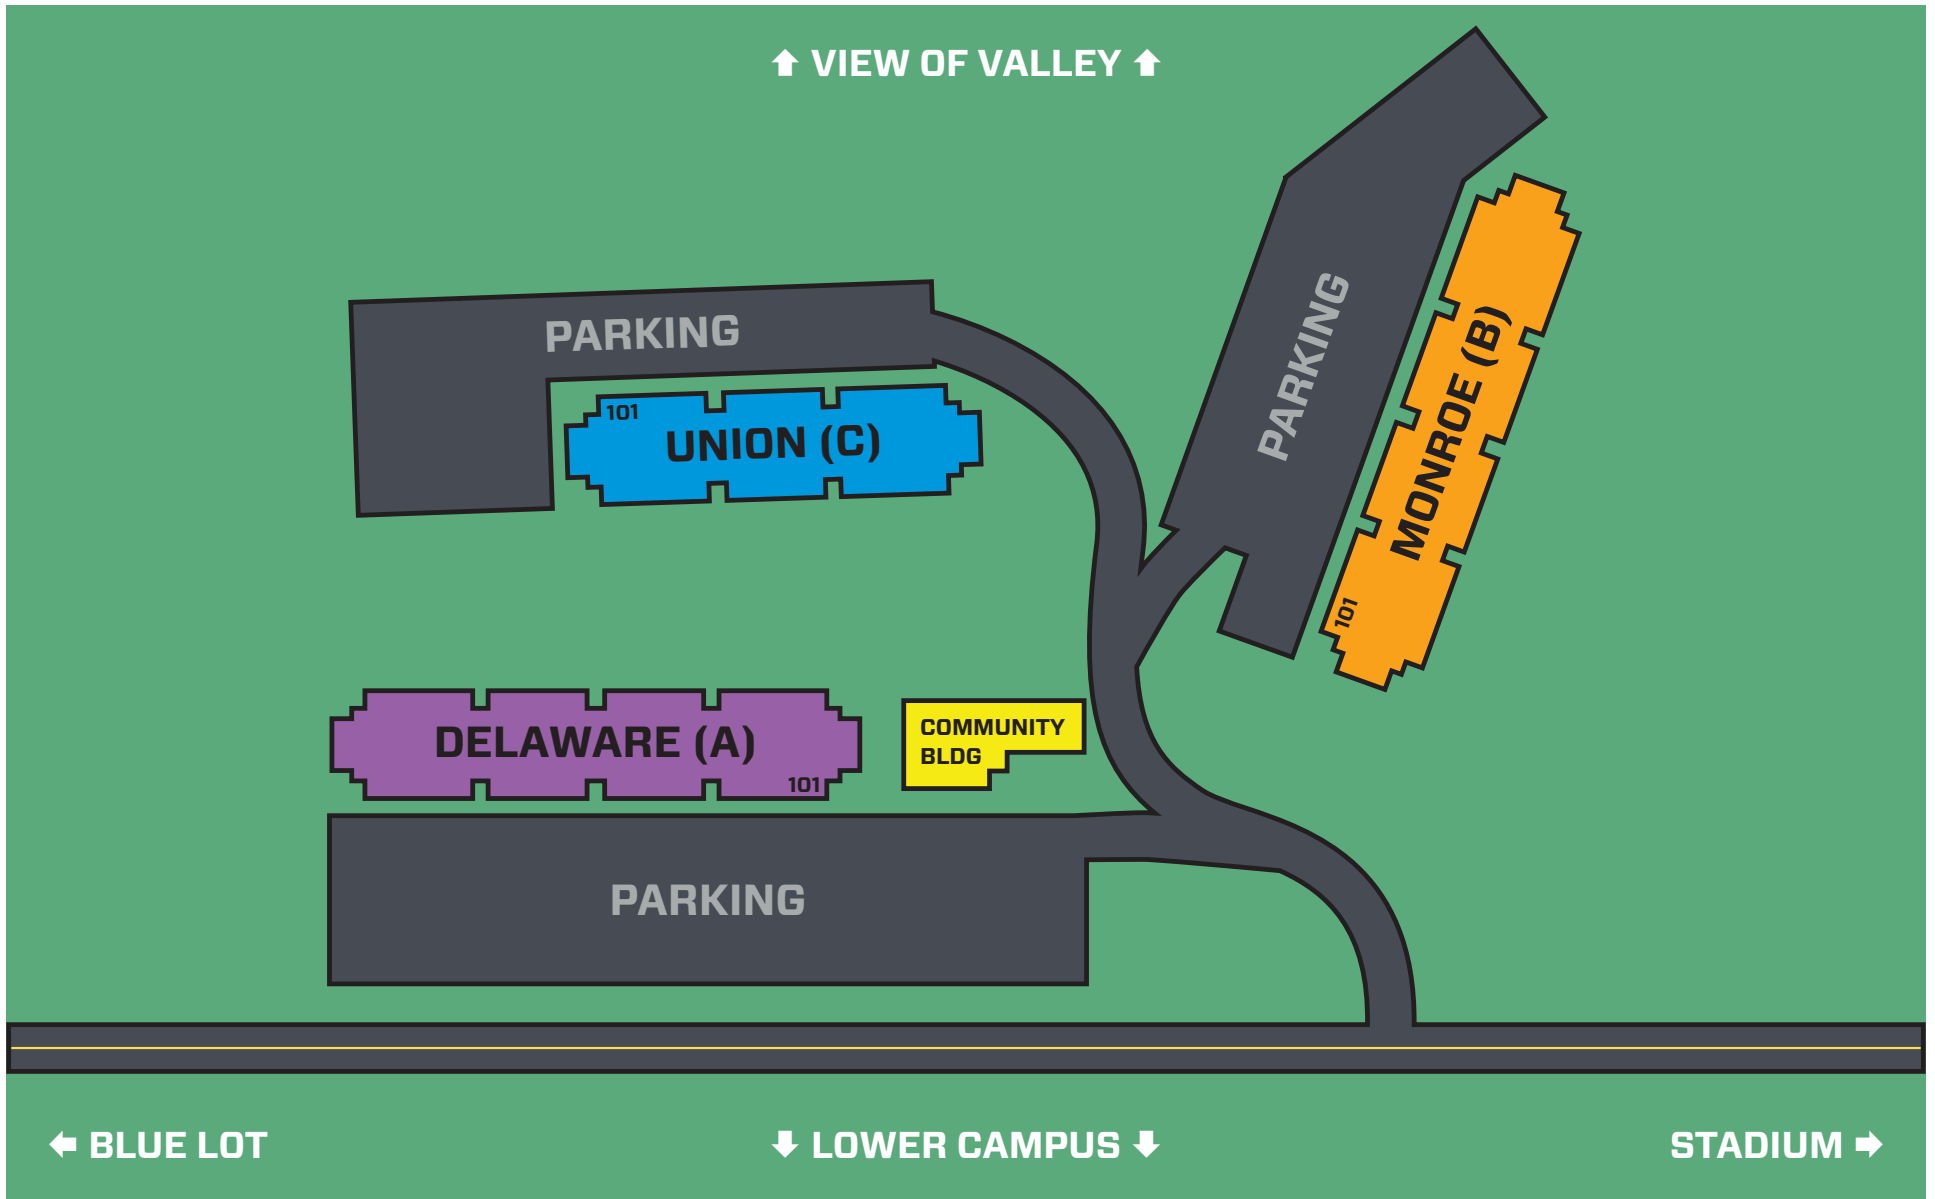 VIEW OF VALLEY
PARKING
PARKING
101
UNION (C)
MONROE (B)
101
DELAWARE (A)
101
COMMUNITY
BLDG
PARKING
BLUE LOT
LOWER CAMPUS
STADIUM